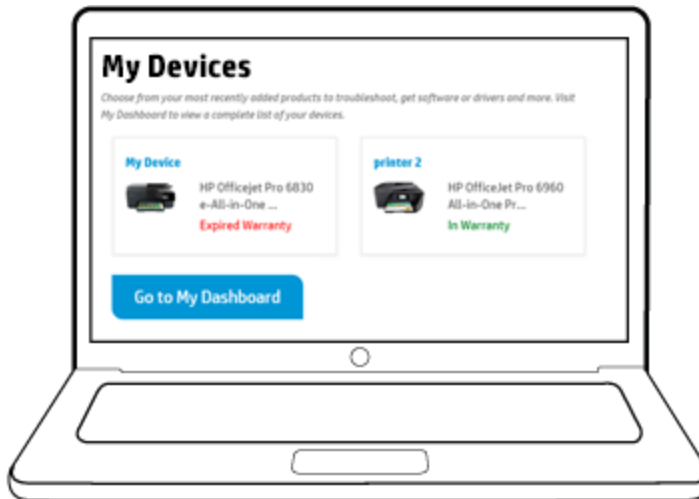 My Devices
Choose from your most recently added products to troubleshoot, get software or drivers and more. Visit
My Dashboard to view a complete list of your devices.
My Device
HP Officejet Pro 6830
e-All-in-One ...
Expired Warranty
printer 2
HP OfficeJet Pro 6960
All-in-One Pr...
In Warranty
Go to My Dashboard